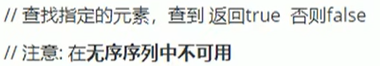 // 查找指定的元素，查到 返回true 否则false
// 注意: 在无序序列中不可用